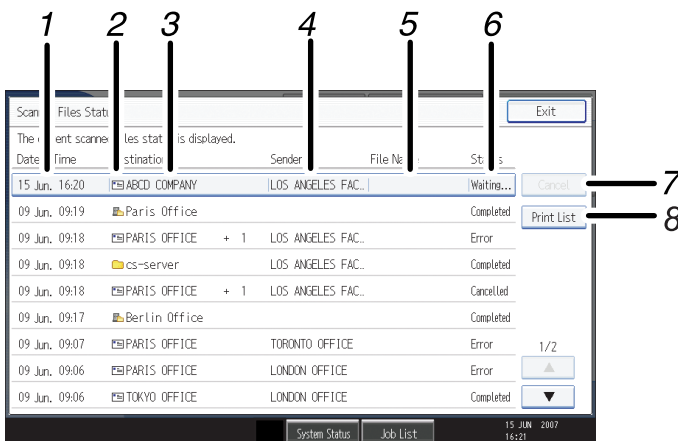 1 2 3 4 5 6
Exit
The files stat is displayed.
Sender
15 Jun. 16:20 ABCD COMPANY LOS ANGELES FAC.. Waiting... Cancel 7
09 Jun. 09:19 Paris Office Completed Print List 8
09 Jun. 09:18 PARIS OFFICE + 1 LOS ANGELES FAC.. Error
09 Jun. 09:18 cs-server LOS ANGELES FAC.. Completed
09 Jun. 09:18 PARIS OFFICE + 1 LOS ANGELES FAC.. Cancelled
09 Jun. 09:17 Berlin Office Completed
09 Jun. 09:07 PARIS OFFICE TORONTO OFFICE Error 1/2
09 Jun. 09:06 PARIS OFFICE LONDON OFFICE Error
09 Jun. 09:06 TOKYO OFFICE LONDON OFFICE Completed
System Status Job List 15 JUN 2007
16:21